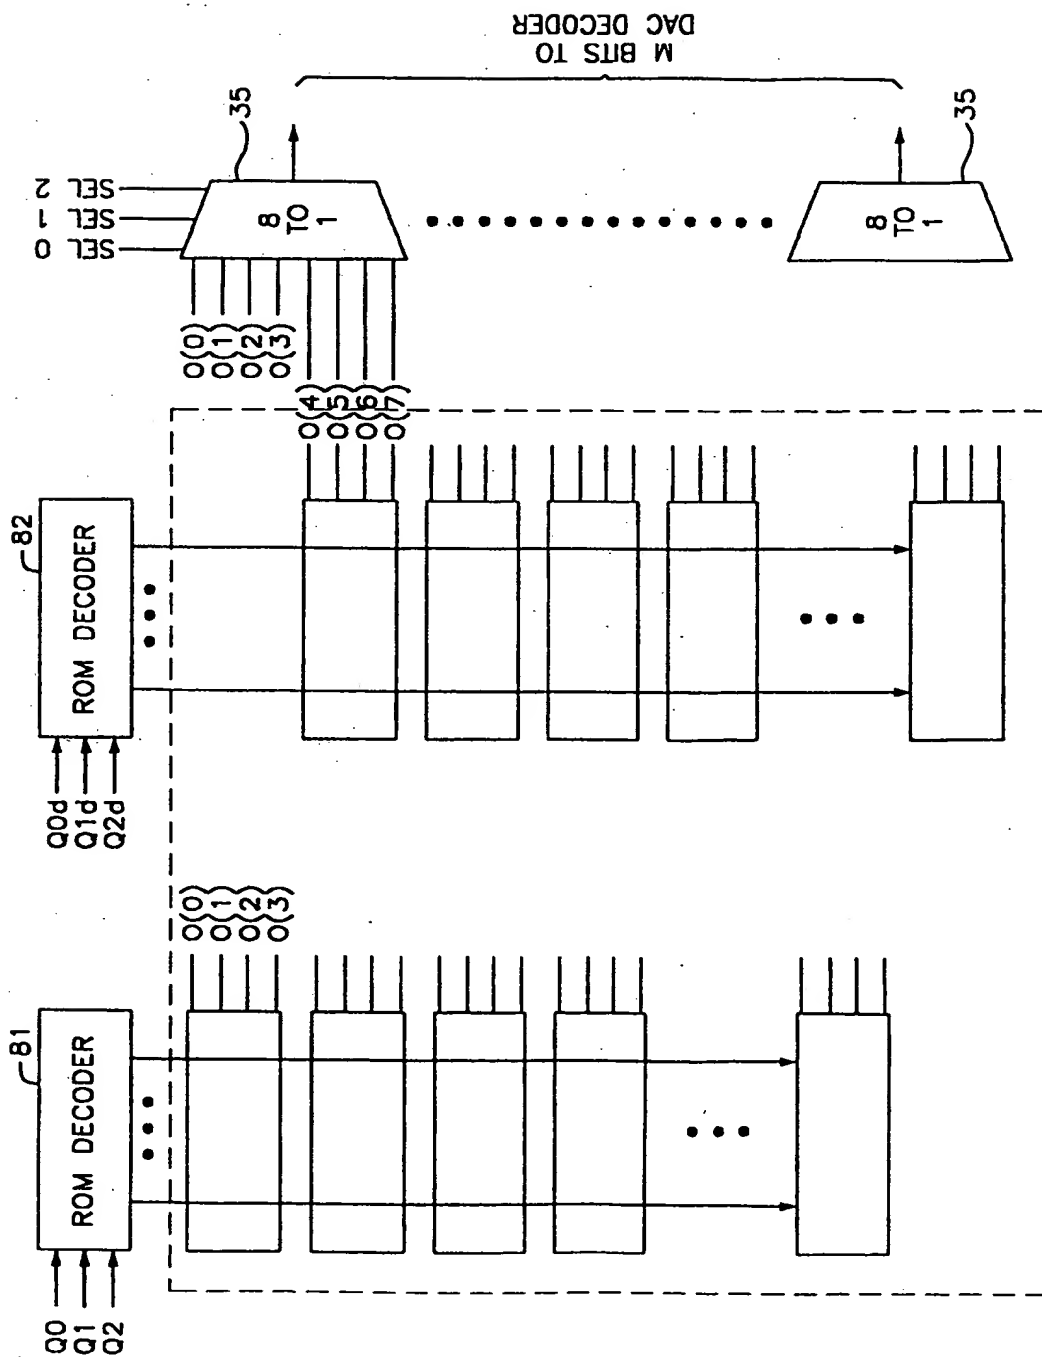 M BITS TO
DAC DECODER
SEL 0
SEL 1
SEL 2
35
8
TO
1
O(0)
O(1)
O(2)
O(3)
O(4)
O(5)
O(6)
O(7)
8
TO
1
35
82
ROM DECODER
Q0d
Q1d
Q2d
81
ROM DECODER
Q0
Q1
Q2
O(0)
O(1)
O(2)
O(3)